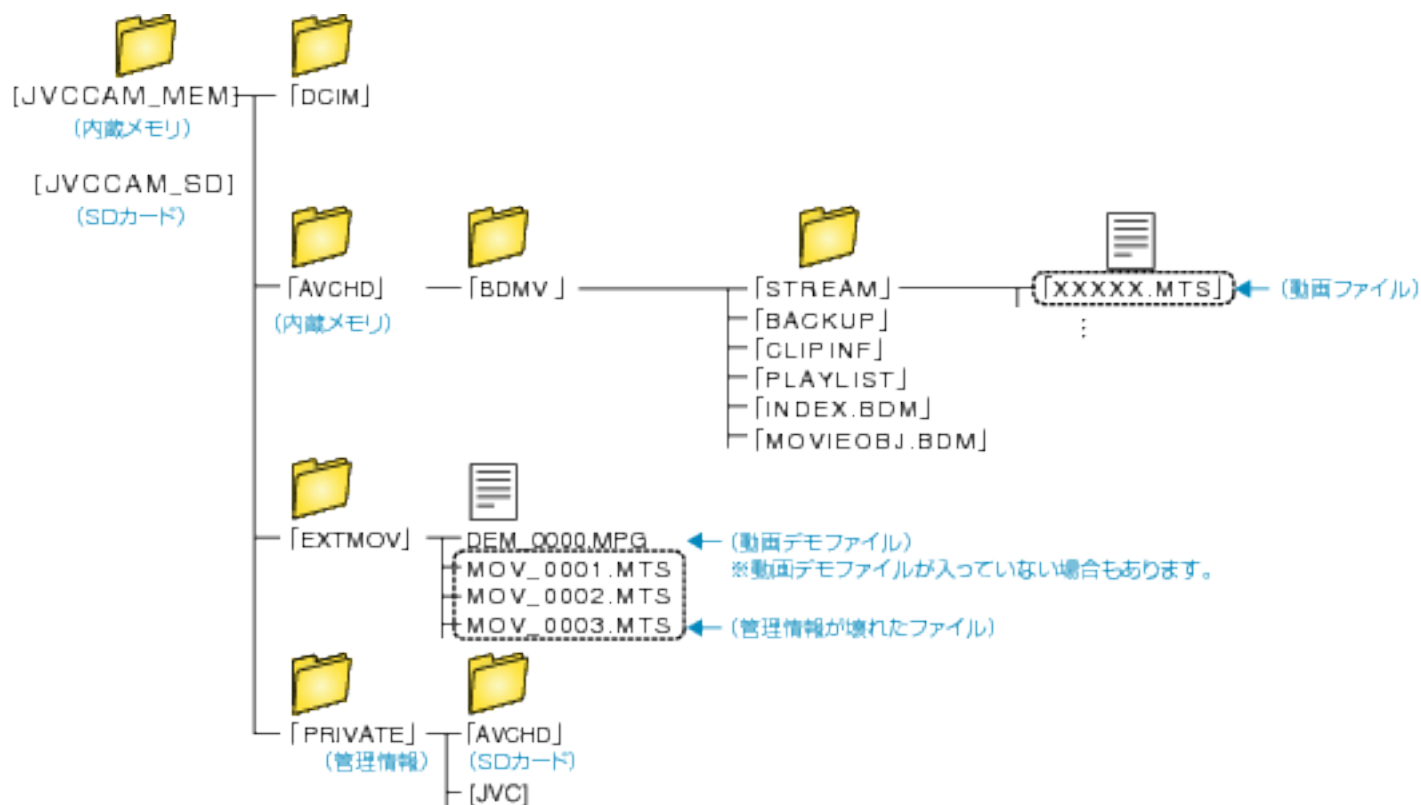 [JVCCAM_MEM]
(内蔵メモリ)
[JVCCAM_SD]
(SDカード)
「DCIM」
「AVCHD」
(内蔵メモリ)
「BDMV」
「STREAM」
「BACKUP」
「CLIPINF」
「PLAYLIST」
「INDEX.BDM」
「MOVIEOBJ.BDM」
「XXXXX.MTS」
(動画ファイル)
⋮
「EXTMOV」
DEM_0000.MPG
(動画デモファイル)
※動画デモファイルが入っていない場合もあります。
MOV_0001.MTS
MOV_0002.MTS
MOV_0003.MTS
(管理情報が壊れたファイル)
「PRIVATE」
(管理情報)
「AVCHD」
(SDカード)
[JVC]